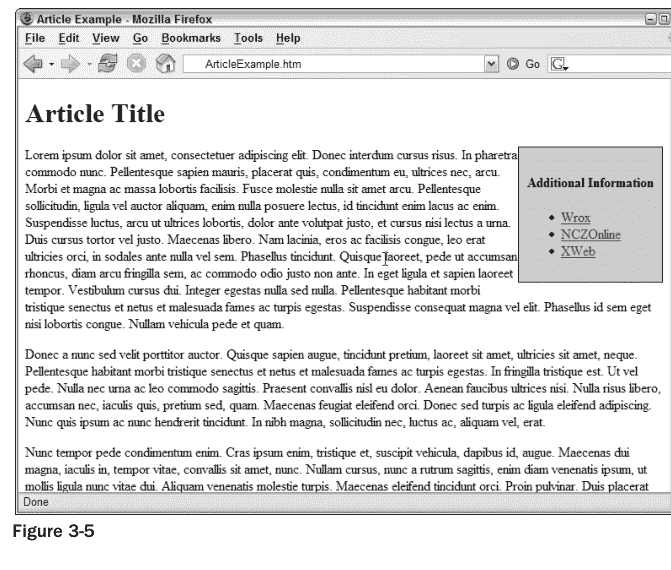 Article Example - Mozilla Firefox
File Edit View Go Bookmarks Tools Help
ArticleExample.htm Go G
Article Title
Lorem ipsum dolor sit amet, consectetuer adipiscing elit. Donec interdum cursus risus. In pharetra
commodo nunc. Pellentesque sapien mauris, placerat quis, condimentum eu, ultrices nec, arcu.
Morbi et magna ac massa lobortis facilisis. Fusce molestie nulla sit amet arcu. Pellentesque
sollicitudin, ligula vel auctor aliquam, enim nulla posuere lectus, id tincidunt enim lacus ac enim.
Suspendisse luctus, arcu ut ultrices lobortis, dolor ante volutpat justo, et cursus nisi lectus a urna.
Duis cursus tortor vel justo. Maecenas libero. Nam lacinia, eros ac facilisis congue, leo erat
ultricies orci, in sodales ante nulla vel sem. Phasellus tincidunt. Quisque laoreet, pede ut accumsan
rhoncus, diam arcu fringilla sem, ac commodo odio justo non ante. In eget ligula et sapien laoreet
tempor. Vestibulum cursus dui. Integer egestas nulla sed nulla. Pellentesque habitant morbi
tristique senectus et netus et malesuada fames ac turpis egestas. Suspendisse consequat magna vel elit. Phasellus id sem eget
nisi lobortis congue. Nullam vehicula pede et quam.
Additional Information
Wrox
NCZOnline
XWeb
Donec a nunc sed velit porttitor auctor. Quisque sapien augue, tincidunt pretium, laoreet sit amet, ultricies sit amet, neque.
Pellentesque habitant morbi tristique senectus et netus et malesuada fames ac turpis egestas. In fringilla tristique est. Ut vel
pede. Nulla nec urna ac leo commodo sagittis. Praesent convallis nisl eu dolor. Aenean faucibus ultrices nisi. Nulla risus libero,
accumsan nec, iaculis quis, pretium sed, quam. Maecenas feugiat eleifend orci. Donec sed turpis ac ligula eleifend adipiscing.
Nunc quis ipsum ac nunc hendrerit tincidunt. In nibh magna, sollicitudin nec, luctus ac, aliquam vel, erat.
Nunc tempor pede condimentum enim. Cras ipsum enim, tristique et, suscipit vehicula, dapibus id, augue. Maecenas dui
magna, iaculis in, tempor vitae, convallis sit amet, nunc. Nullam cursus, nunc a rutrum sagittis, enim diam venenatis ipsum, ut
mollis ligula nunc vitae dui. Aliquam venenatis molestie turpis. Maecenas eleifend tincidunt orci. Proin pulvinar. Duis placerat
Done
Figure 3-5